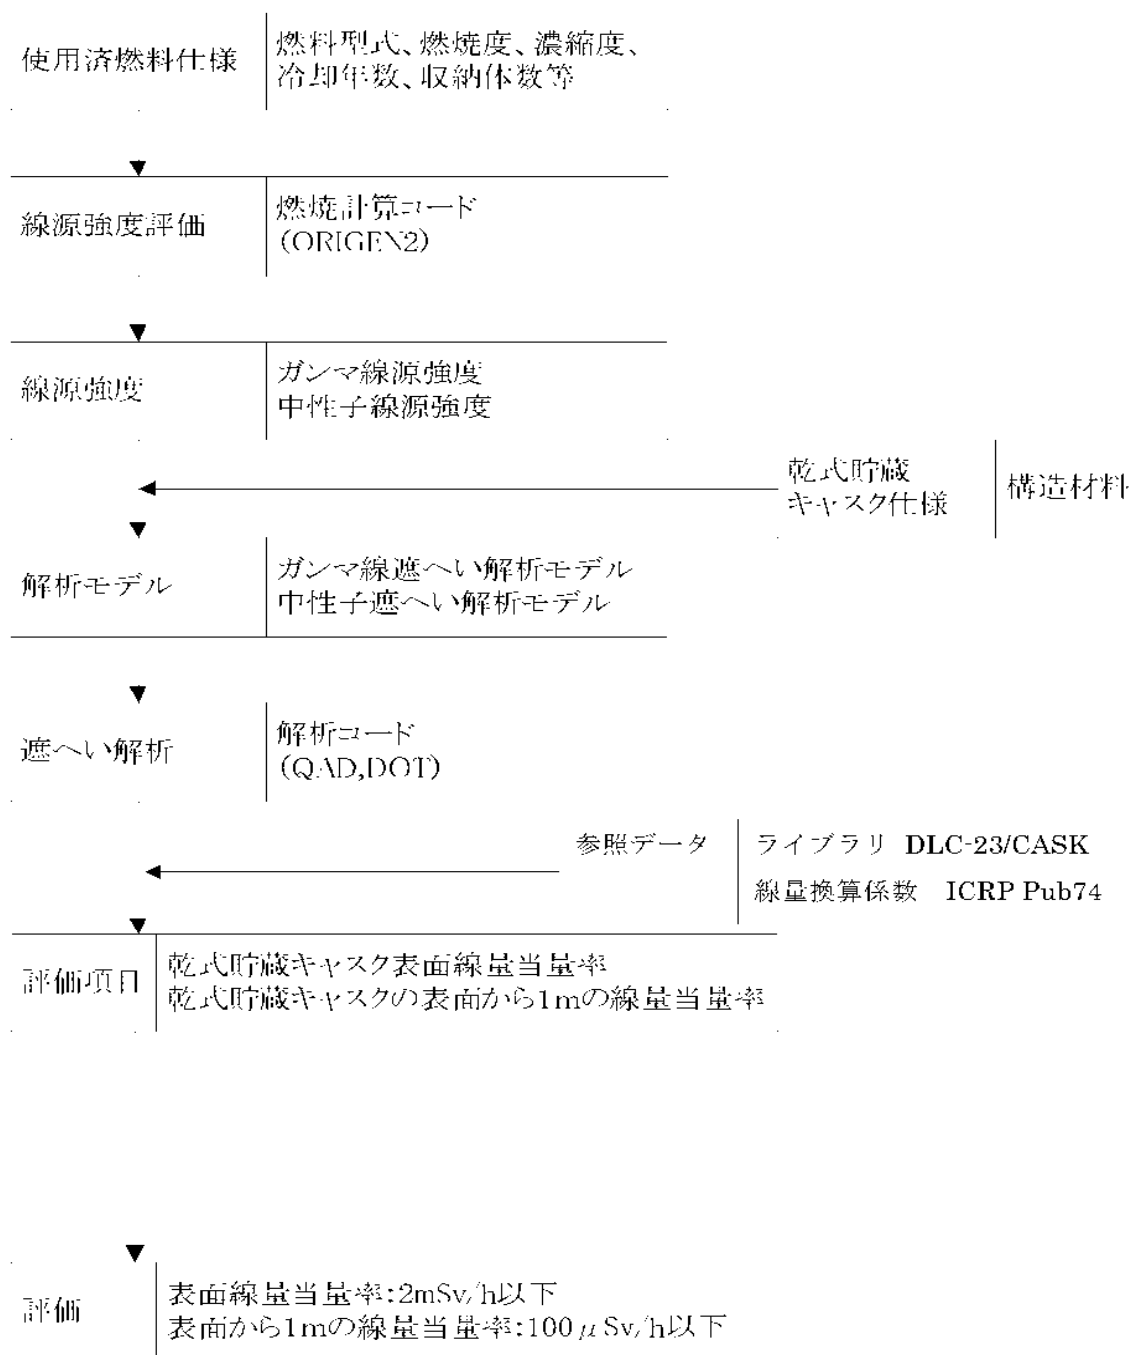 使用済燃料仕様
燃料型式、燃焼度、濃縮度、
冷却年数、収納体数等
線源強度評価
燃焼計算コード
(ORIGEN2)
線源強度
ガンマ線源強度
中性子線源強度
乾式貯蔵
キャスク仕様
構造材料
解析モデル
ガンマ線遮へい解析モデル
中性子遮へい解析モデル
遮へい解析
解析コード
(QAD,DOT)
参照データ
ライブラリ DLC-23/CASK
線量換算係数 ICRP Pub74
評価項目
乾式貯蔵キャスク表面線量当量率
乾式貯蔵キャスクの表面から1mの線量当量率
評価
表面線量当量率:2mSv/h以下
表面から1mの線量当量率:100μSv/h以下